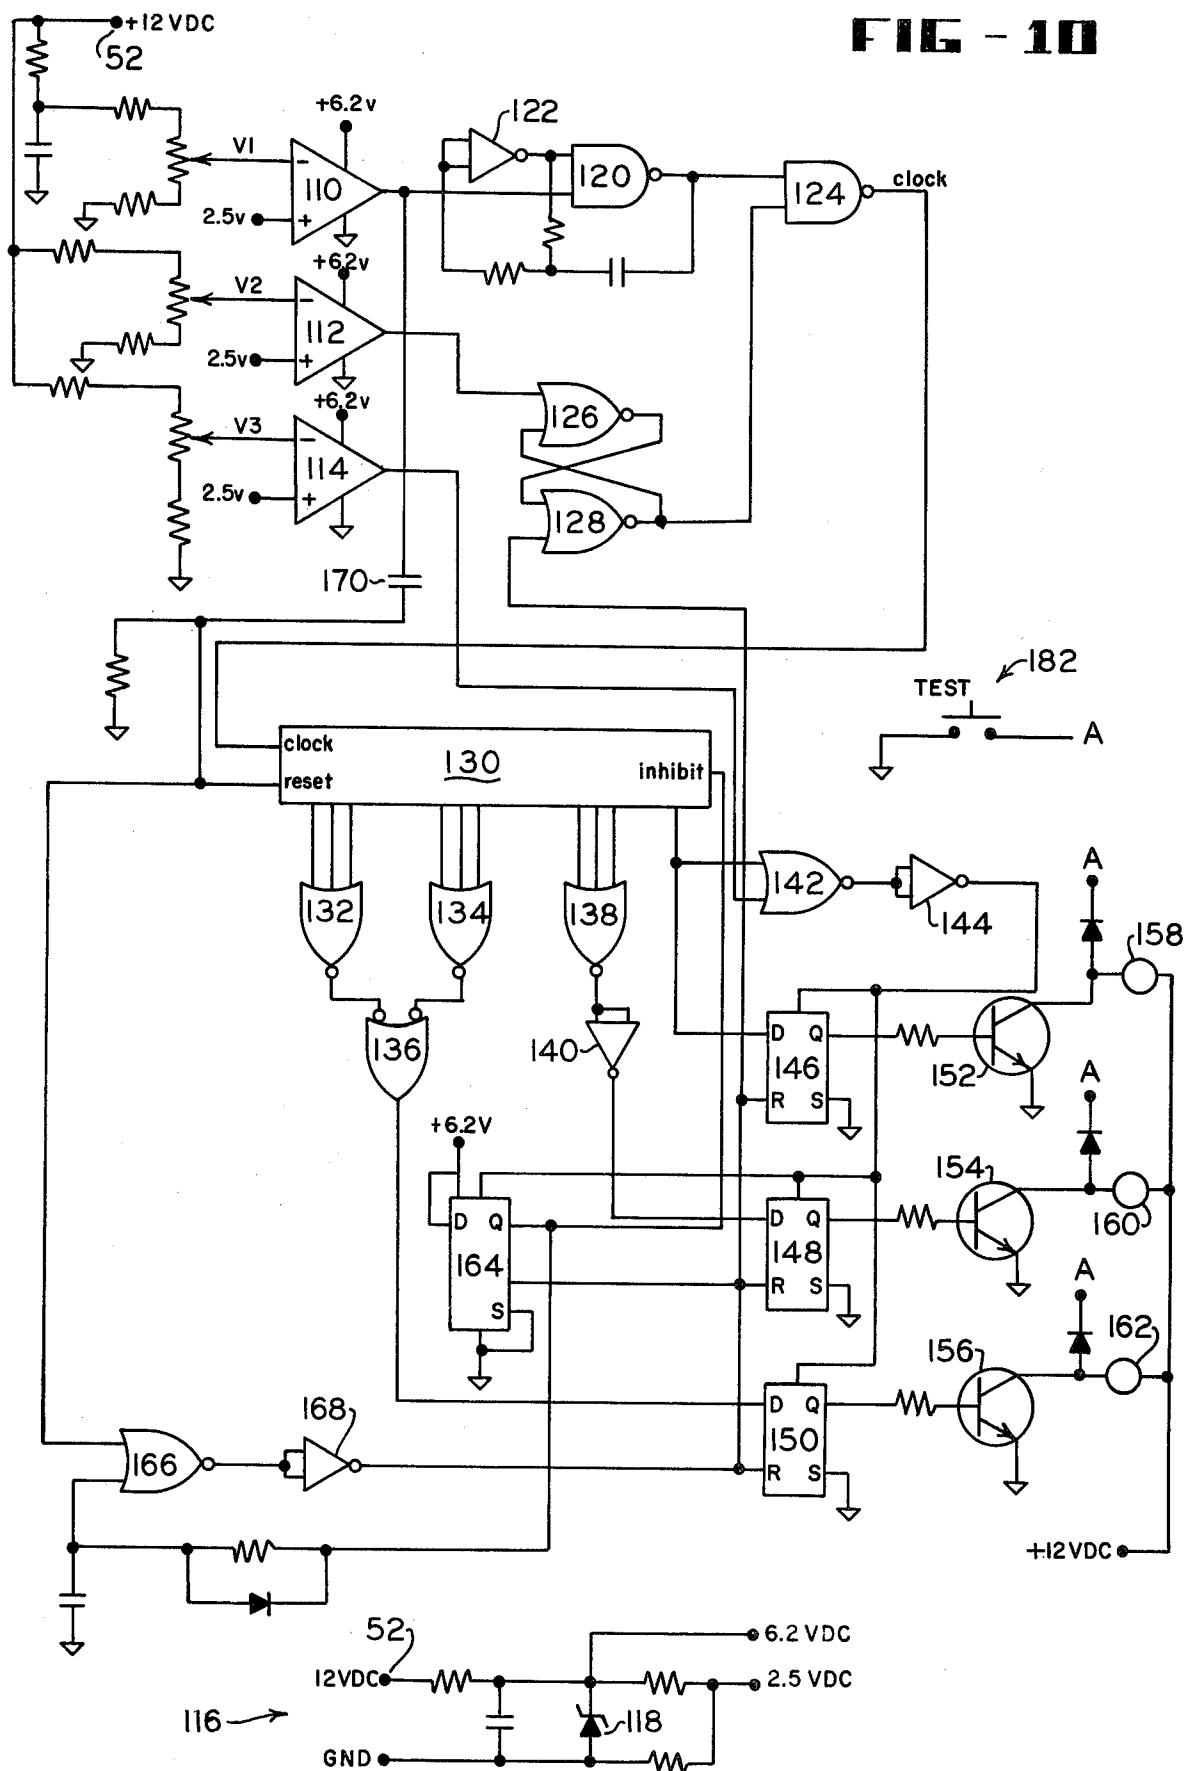 FIG - 10
+12 VDC
52
+6.2v
122
V1
-
110
120
124
clock
2.5v
+
+6.2v
V2
-
112
2.5v
+
+6.2v
126
V3
-
114
2.5v
+
128
170
182
TEST
A
clock
130
reset
inhibit
A
142
132
134
138
144
158
D Q
136
140
146
152
A
R S
+6.2V
154
D Q
D Q
164
148
160
R S
A
S
156
162
168
D Q
166
150
R S
+12VDC
52
6.2 VDC
12VDC
2.5 VDC
116
118
GND